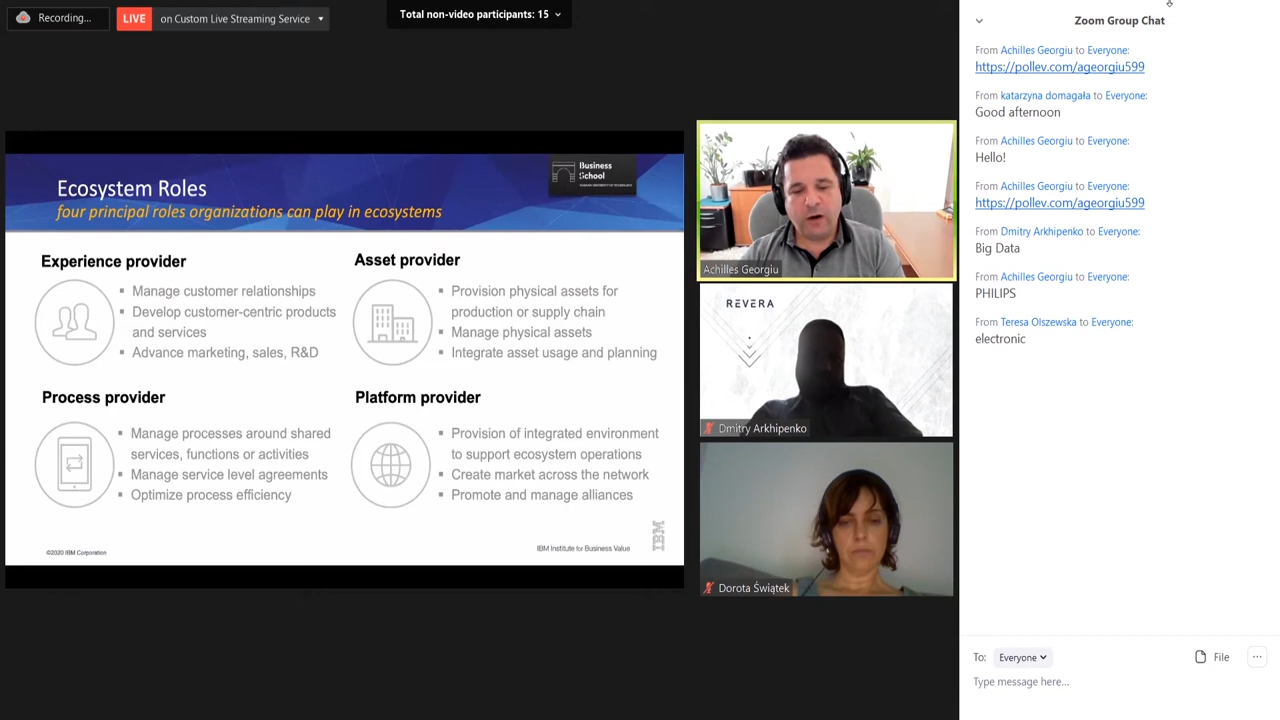 Recording...
LIVE
on Custom Live Streaming Service
Total non-video participants: 15
Ecosystem Roles
four principal roles organizations can play in ecosystems
Business
School
Experience provider
Manage customer relationships
Develop customer-centric products
and services
Advance marketing, sales, R&D
Asset provider
Provision physical assets for
production or supply chain
Manage physical assets
Integrate asset usage and planning
Process provider
Manage processes around shared
services, functions or activities
Manage service level agreements
Optimize process efficiency
Platform provider
Provision of integrated environment
to support ecosystem operations
Create market across the network
Promote and manage alliances
©2020 IBM Corporation
IBM Institute for Business Value
IBM
Achilles Georgiu
REVERA
Dmitry Arkhipenko
Dorota Świątek
Zoom Group Chat
From Achilles Georgiu to Everyone:
https://pollev.com/ageorgiu599
From katarzyna domagała to Everyone:
Good afternoon
From Achilles Georgiu to Everyone:
Hello!
From Achilles Georgiu to Everyone:
https://pollev.com/ageorgiu599
From Dmitry Arkhipenko to Everyone:
Big Data
From Achilles Georgiu to Everyone:
PHILIPS
From Teresa Olszewska to Everyone:
electronic
To: Everyone
File
Type message here...